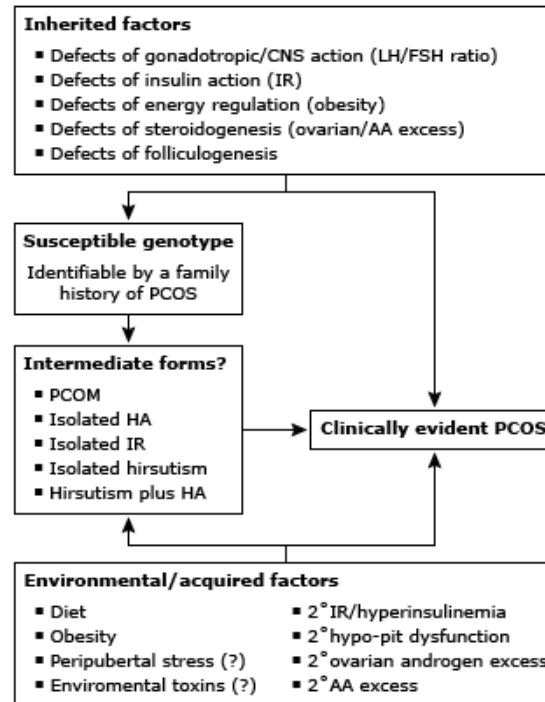 Inherited factors
▪ Defects of gonadotropic/CNS action (LH/FSH ratio)
▪ Defects of insulin action (IR)
▪ Defects of energy regulation (obesity)
▪ Defects of steroidogenesis (ovarian/AA excess)
▪ Defects of folliculogenesis
Susceptible genotype
Identifiable by a family
history of PCOS
Intermediate forms?
▪ PCOM
▪ Isolated HA
▪ Isolated IR
▪ Isolated hirsutism
▪ Hirsutism plus HA
Clinically evident PCOS
Environmental/acquired factors
▪ Diet
▪ Obesity
▪ Peripubertal stress (?)
▪ Enviromental toxins (?)
▪ 2°IR/hyperinsulinemia
▪ 2°hypo-pit dysfunction
▪ 2°ovarian androgen excess
▪ 2°AA excess